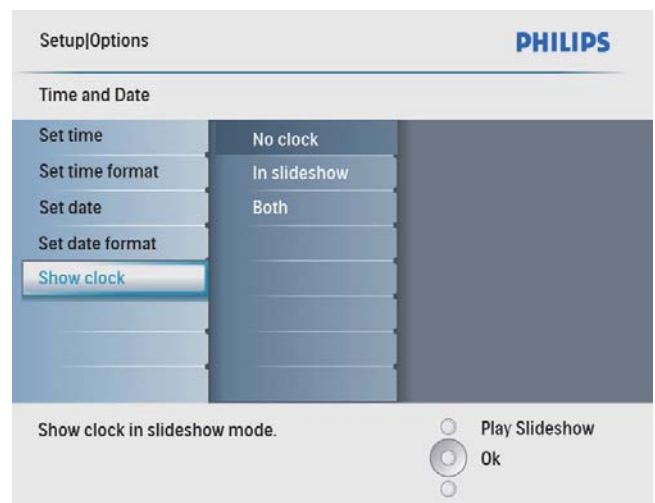 Setup|Options
PHILIPS
Time and Date
Set time
Set time format
Set date
Set date format
Show clock
No clock
In slideshow
Both
Show clock in slideshow mode.
Play Slideshow
Ok